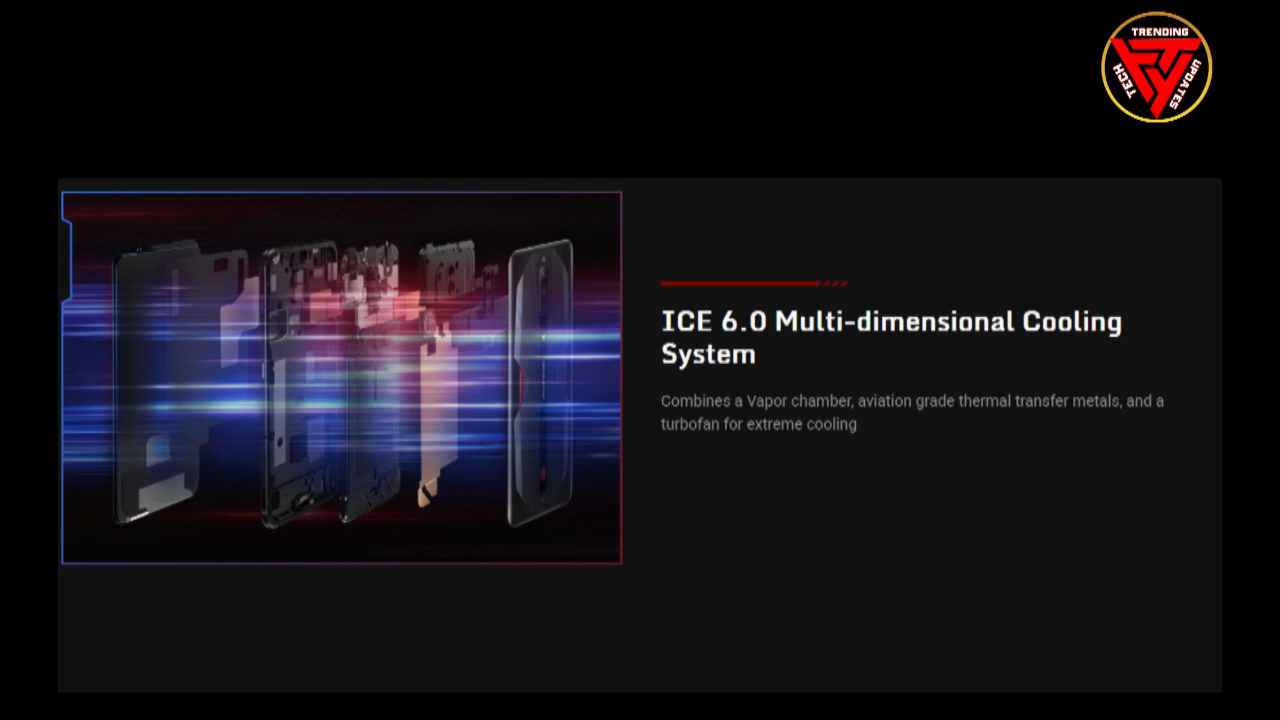 TRENDING
TECH
UPDATES
ICE 6.0 Multi-dimensional Cooling
System
Combines a Vapor chamber, aviation grade thermal transfer metals, and a
turbofan for extreme cooling